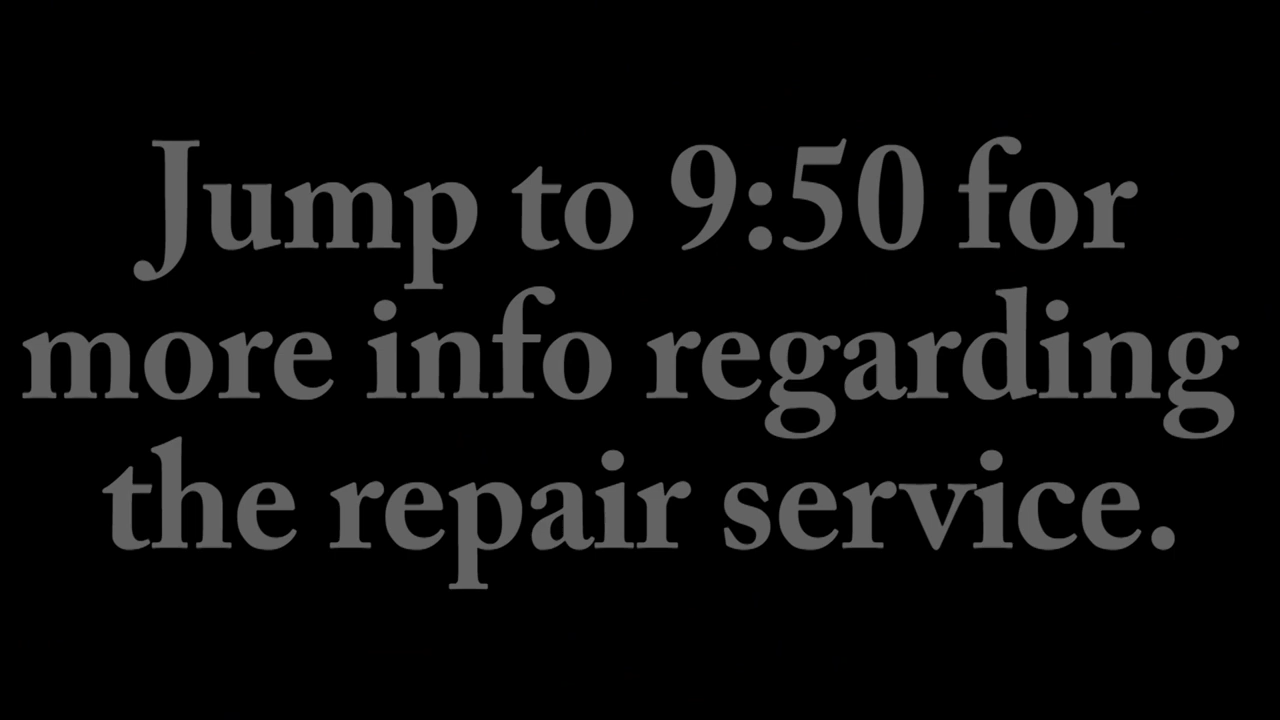 Jump to 9:50 for
more info regarding
the repair service.